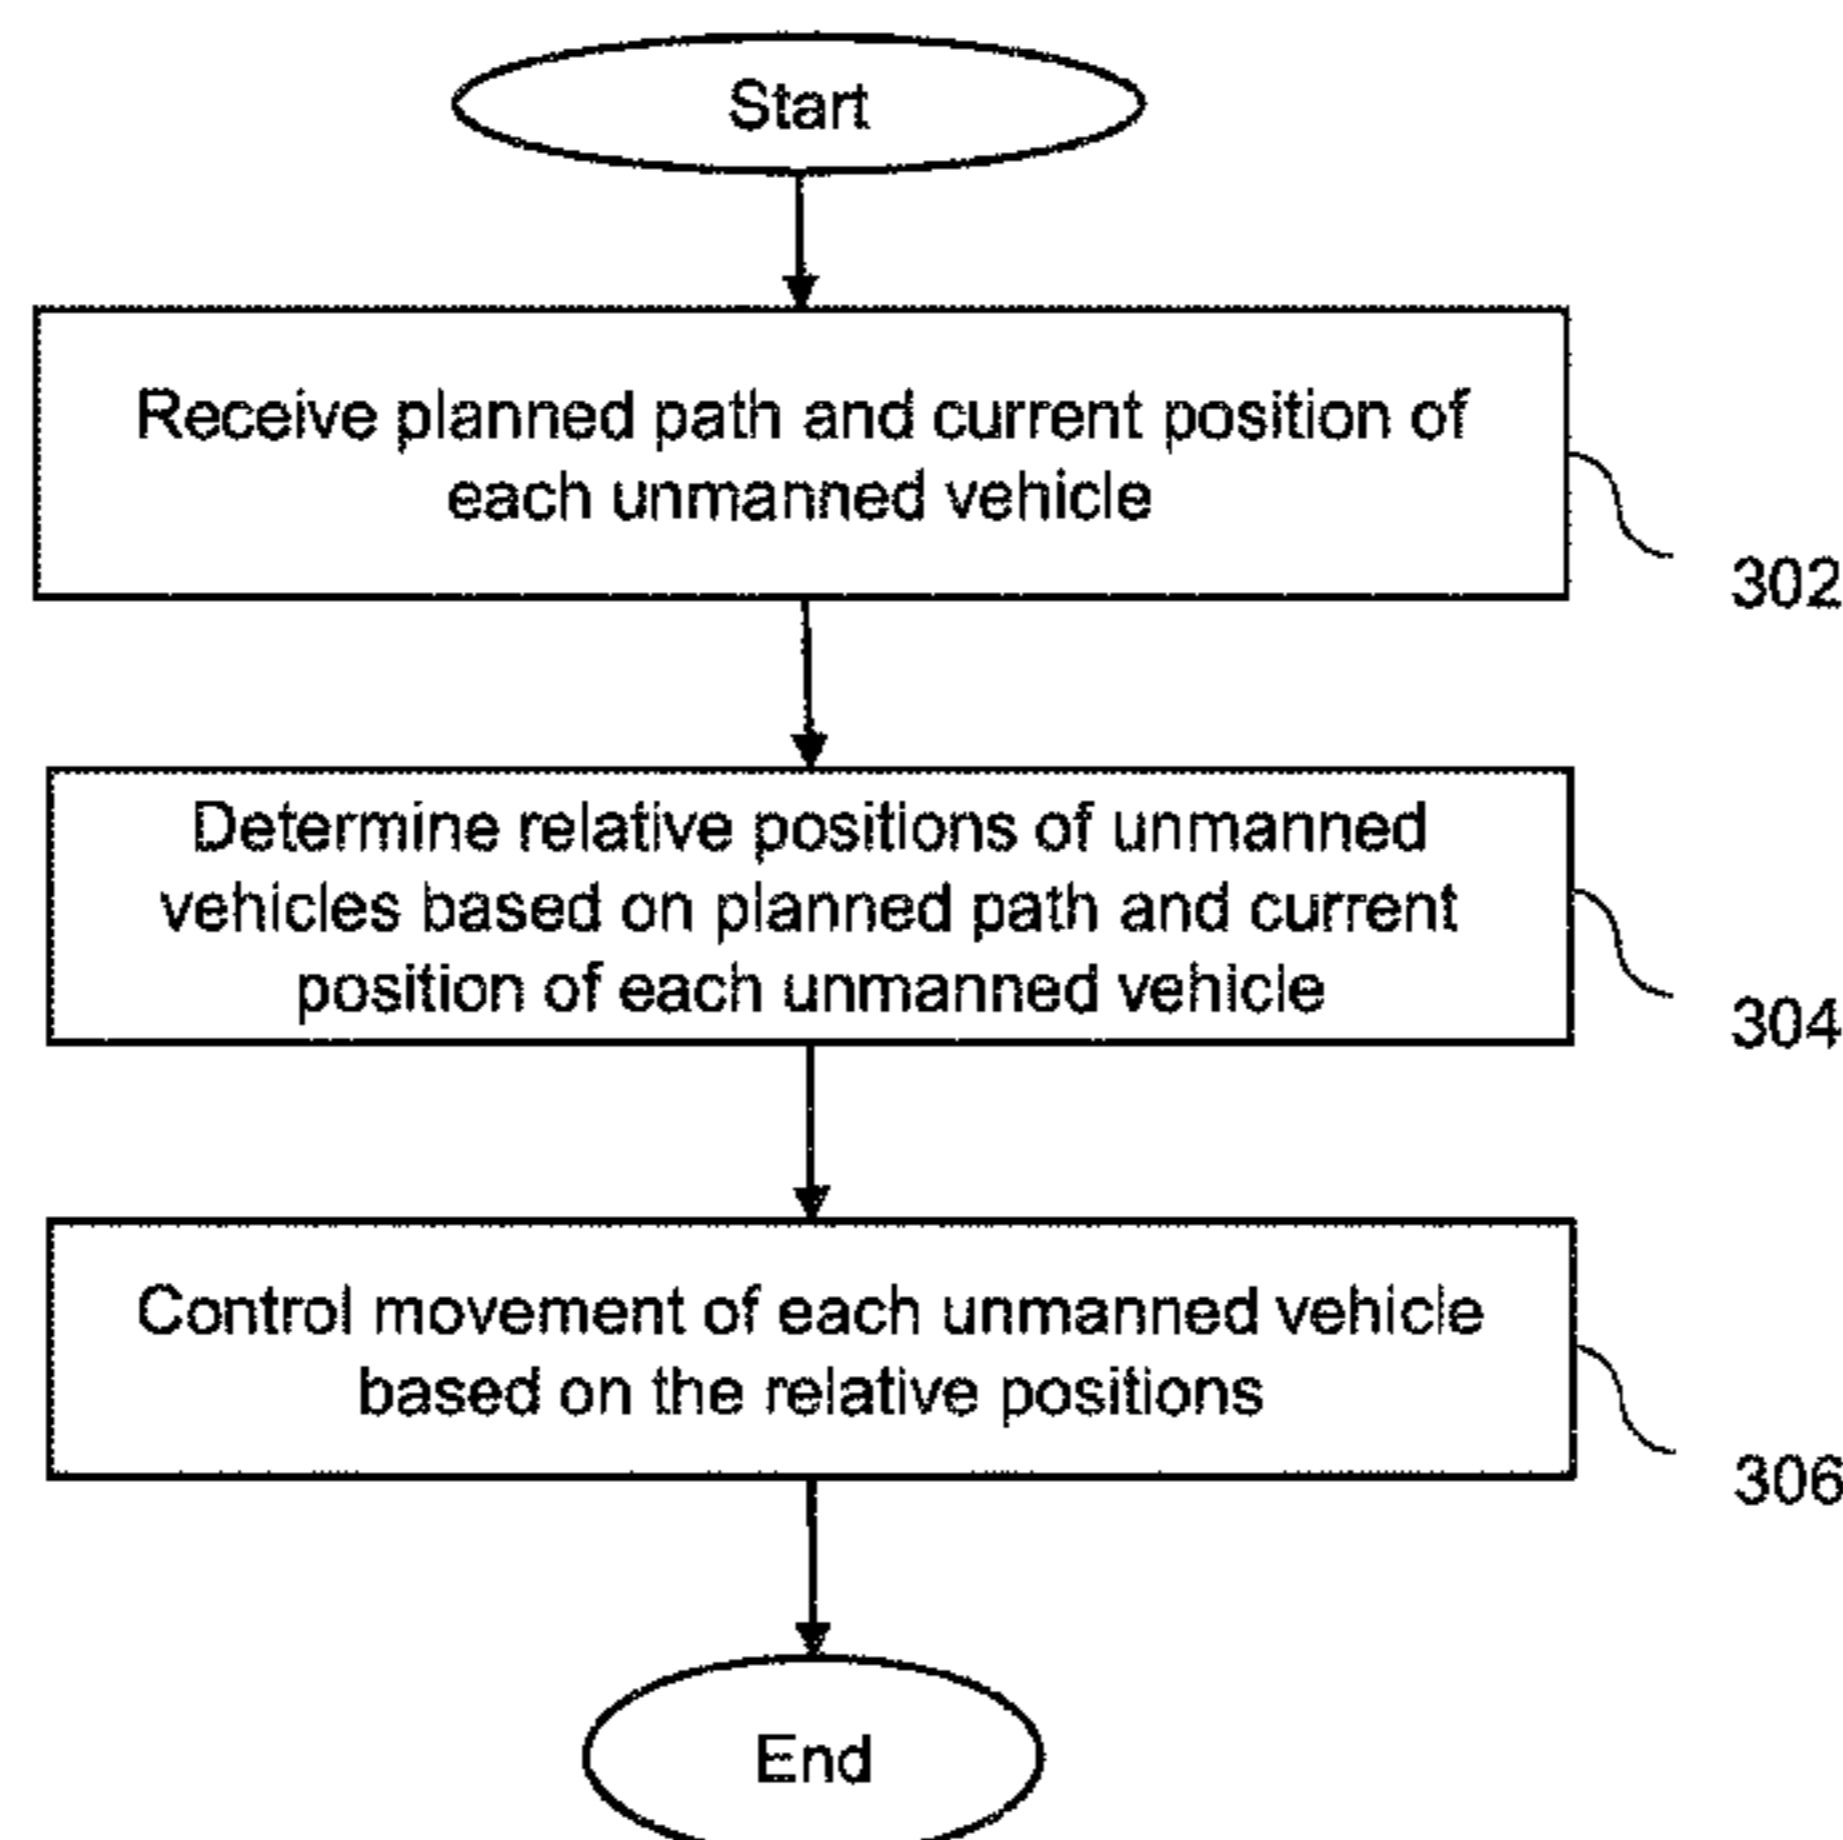 Start
Receive planned path and current position of
each unmanned vehicle
302
Determine relative positions of unmanned
vehicles based on planned path and current
position of each unmanned vehicle
304
Control movement of each unmanned vehicle
based on the relative positions
306
End